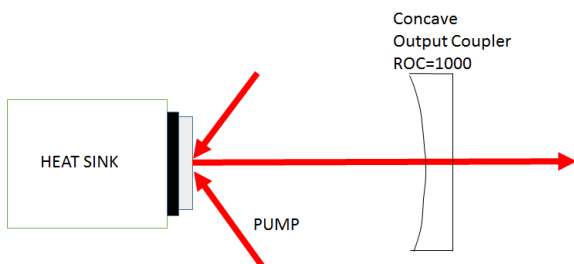 Concave
Output Coupler
ROC=1000
HEAT SINK
PUMP